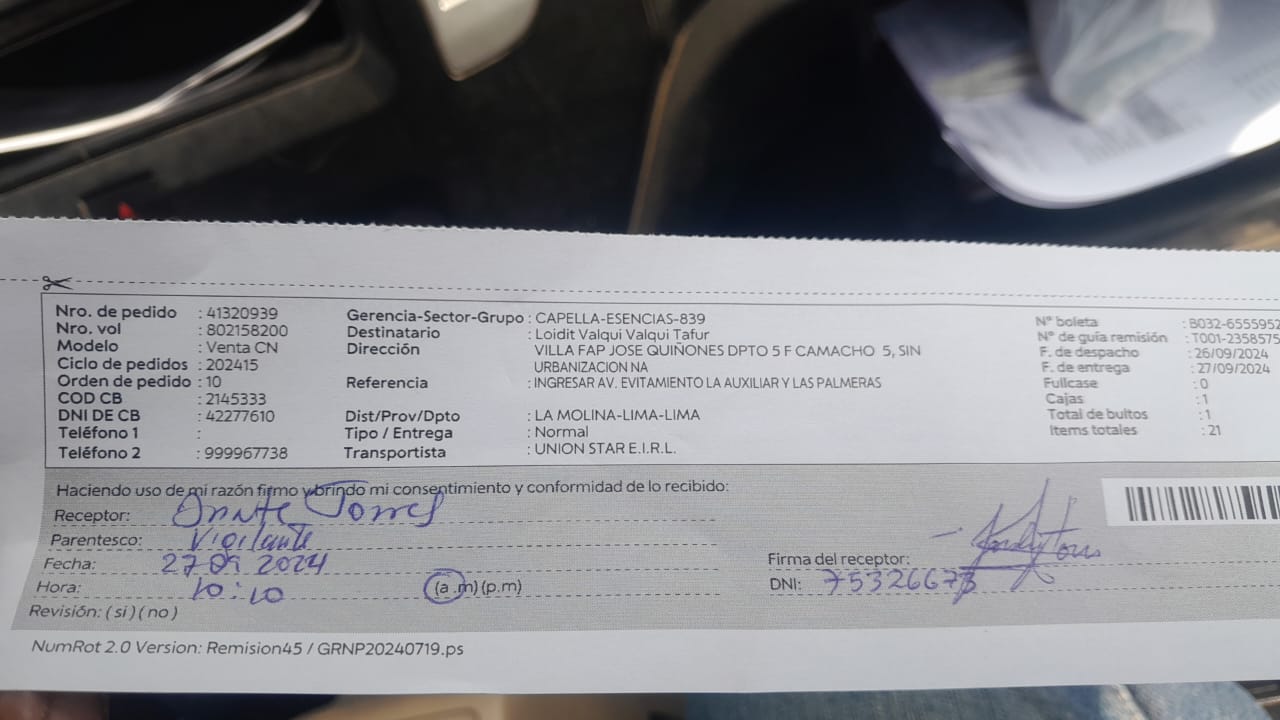 Nro. de pedido : 41320939
Nro. vol : 802158200
Modelo : Venta CN
Ciclo de pedidos : 202415
Orden de pedido : 10
COD CB : 2145333
DNI DE CB : 42277610
Teléfono 1 :
Teléfono 2 : 999967738
Gerencia-Sector-Grupo : CAPELLA-ESENCIAS-839
Destinatario : Loidit Valqui Valqui Tafur
Dirección : VILLA FAP JOSE QUIÑONES DPTO 5 F CAMACHO 5, SIN
URBANIZACION NA
Referencia : INGRESAR AV. EVITAMIENTO LA AUXILIAR Y LAS PALMERAS
Dist/Prov/Dpto : LA MOLINA-LIMA-LIMA
Tipo / Entrega : Normal
Transportista : UNION STAR E.I.R.L.
N° boleta : B032-6555952
N° de guía remisión : T001-2358575
F. de despacho : 26/09/2024
F. de entrega : 27/09/2024
Fullcase : 0
Cajas : 1
Total de bultos : 1
Items totales : 21
Haciendo uso de mi razón firmo y brindo mi consentimiento y conformidad de lo recibido:
Receptor: Torres
Parentesco: Vigilante
Fecha: 27 09 2024
Hora: 10:10 (a.m) (p.m)
Revisión: ( si ) ( no )
Firma del receptor:
DNI:
NumRot 2.0 Version: Remision45 / GRNP20240719.ps